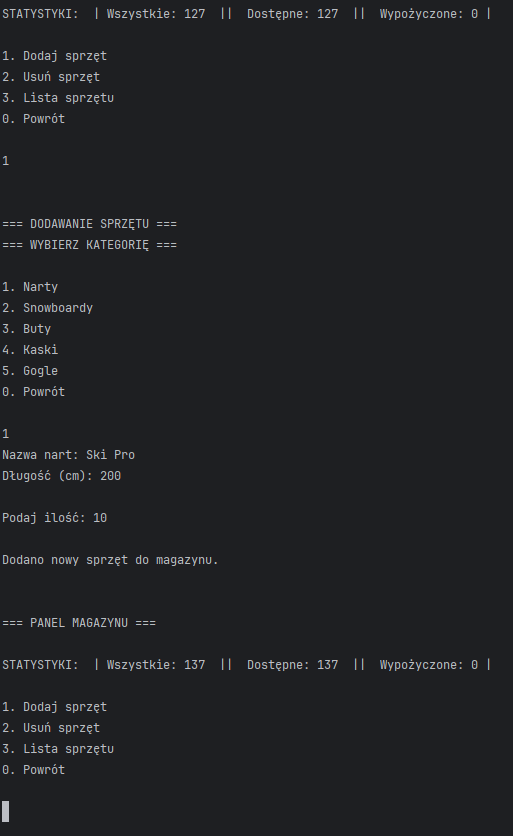 STATYSTYKI:  | Wszystkie: 127  ||  Dostępne: 127  ||  Wypożyczone: 0 |
1. Dodaj sprzęt
2. Usuń sprzęt
3. Lista sprzętu
0. Powrót
1
=== DODAWANIE SPRZĘTU ===
=== WYBIERZ KATEGORIĘ ===
1. Narty
2. Snowboardy
3. Buty
4. Kaski
5. Gogle
0. Powrót
1
Nazwa nart: Ski Pro
Długość (cm): 200
Podaj ilość: 10
Dodano nowy sprzęt do magazynu.
=== PANEL MAGAZYNU ===
STATYSTYKI:  | Wszystkie: 137  ||  Dostępne: 137  ||  Wypożyczone: 0 |
1. Dodaj sprzęt
2. Usuń sprzęt
3. Lista sprzętu
0. Powrót